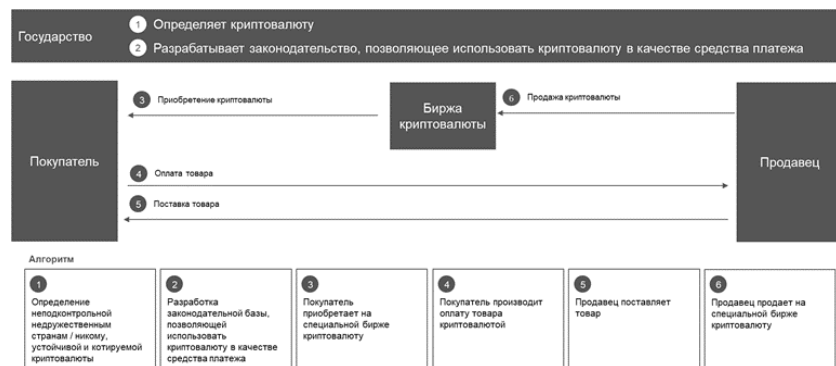 Государство
1 Определяет криптовалюту
2 Разрабатывает законодательство, позволяющее использовать криптовалюту в качестве средства платежа
Покупатель
3 Приобретение криптовалюты
Биржа
криптовалюты
6 Продажа криптовалюты
Продавец
4 Оплата товара
5 Поставка товара
Алгоритм
1
Определение
неподконтрольной
недружественным
странам / никому,
устойчивой и котируемой
криптовалюты
2
Разработка
законодательной базы,
позволяющей
использовать
криптовалюту в качестве
средства платежа
3
Покупатель
приобретает на
специальной бирже
криптовалюту
4
Покупатель производит
оплату товара
криптовалютой
5
Продавец поставляет
товар
6
Продавец продает на
специальной бирже
криптовалюту